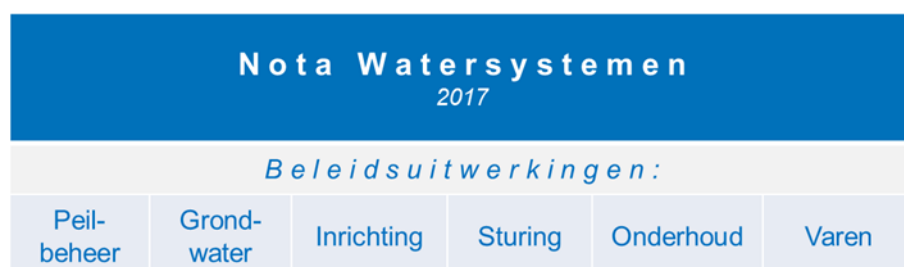 Nota Watersystemen
2017
Beleidsuitwerkingen:
Peil-
beheer
Grond-
water
Inrichting
Sturing
Onderhoud
Varen